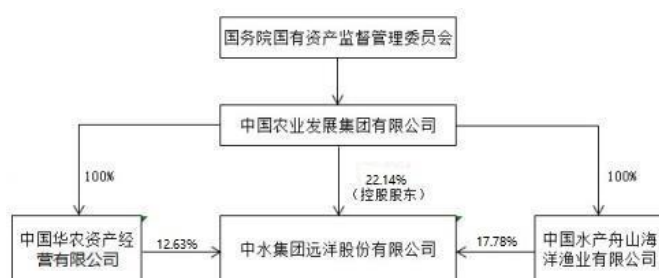 国务院国有资产监督管理委员会
中国农业发展集团有限公司
100%
22.14%
（控股股东）
100%
中国华农资产经
营有限公司
12.63%
中水集团远洋股份有限公司
17.78%
中国水产舟山海
洋渔业有限公司